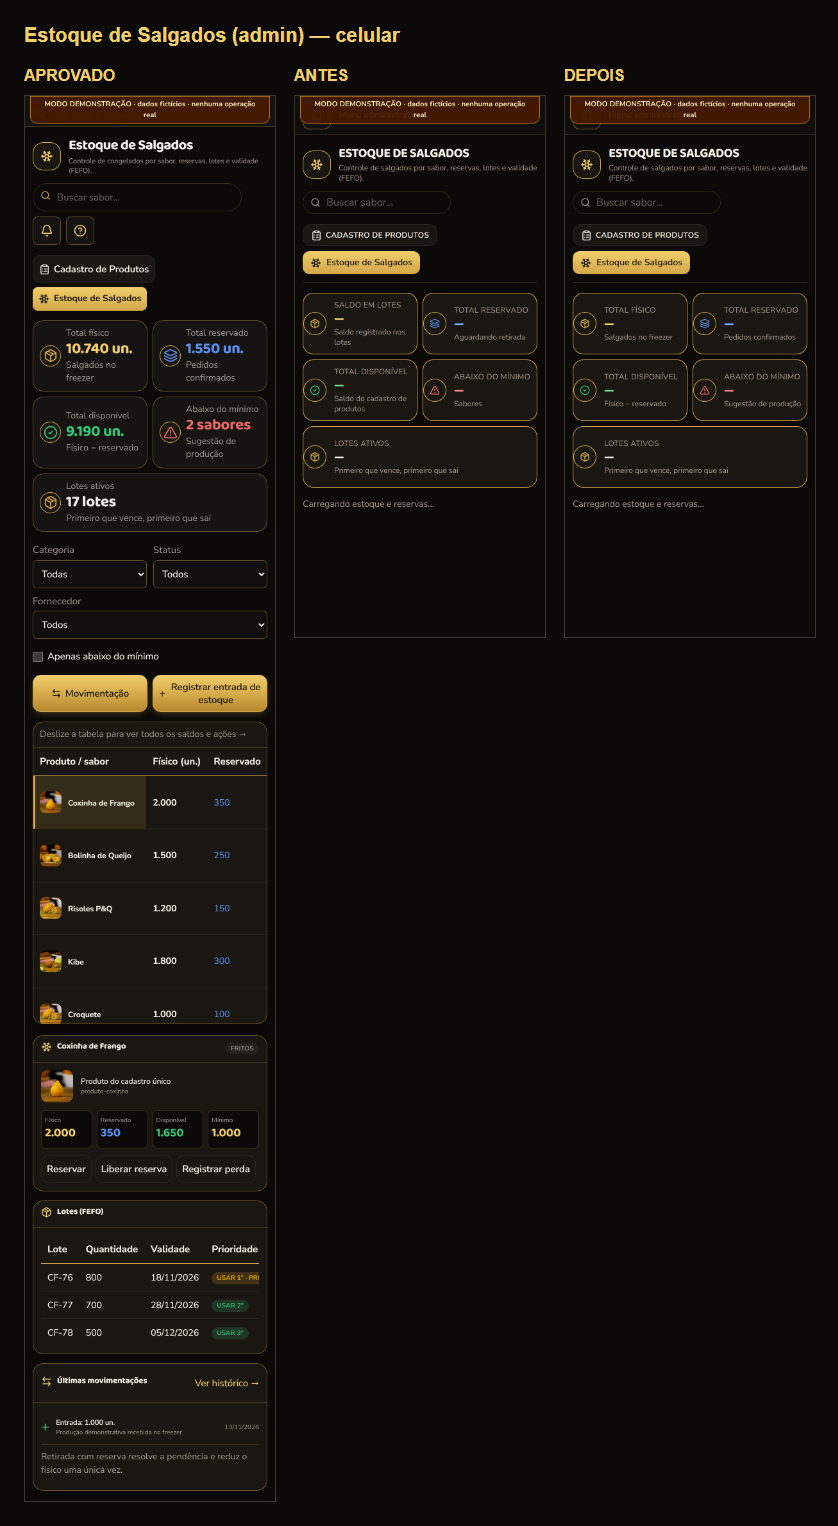 Estoque de Salgados (admin) — celular
APROVADO
MODO DEMONSTRAÇÃO · dados fictícios · nenhuma operação
real
ESTOQUE DE SALGADOS
Controle de congelados por sabor, reservas, lotes e validade
(FEFO).
Buscar sabor...
Cadastro de Produtos
Estoque de Salgados
Total físico
10.740 un.
Salgados no
freezer
Total reservado
1.550 un.
Pedidos
confirmados
Total disponível
9.190 un.
Físico − reservado
Abaixo do mínimo
2 sabores
Sugestão de
produção
Lotes ativos
17 lotes
Primeiro que vence, primeiro que sai
Categoria
Status
Todas
Todos
Fornecedor
Todos
Apenas abaixo do mínimo
Movimentação
+ Registrar entrada de
estoque
Deslize a tabela para ver todos os saldos e ações →
Produto / sabor Físico (un.) Reservado
Coxinha de Frango 2.000 350
Bolinha de Queijo 1.500 250
Risoles P&Q 1.200 150
Kibe 1.800 300
Croquete 1.000 100
Coxinha de Frango
FRITOS
Produto do cadastro único
produto-coxinha
Físico
2.000
Reservado
350
Disponível
1.650
Mínimo
1.000
Reservar
Liberar reserva
Registrar perda
Lotes (FEFO)
Lote Quantidade Validade Prioridade
CF-76 800 18/11/2026 USAR 1º · PRI
CF-77 700 28/11/2026 USAR 2º
CF-78 500 05/12/2026 USAR 3º
Últimas movimentações
Ver histórico →
Entrada: 1.000 un.
Produção demonstrativa recebida no freezer
13/11/2026
Retirada com reserva resolve a pendência e reduz o
físico uma única vez.
ANTES
MODO DEMONSTRAÇÃO · dados fictícios · nenhuma operação
real
ESTOQUE DE SALGADOS
Controle de salgados por sabor, reservas, lotes e validade
(FEFO).
Buscar sabor...
CADASTRO DE PRODUTOS
Estoque de Salgados
SALDO EM LOTES
—
Saldo registrado nos
lotes
TOTAL RESERVADO
—
Aguardando retirada
TOTAL DISPONÍVEL
—
Saldo do cadastro de
produtos
ABAIXO DO MÍNIMO
—
Sabores
LOTES ATIVOS
—
Primeiro que vence, primeiro que sai
Carregando estoque e reservas...
DEPOIS
MODO DEMONSTRAÇÃO · dados fictícios · nenhuma operação
real
ESTOQUE DE SALGADOS
Controle de salgados por sabor, reservas, lotes e validade
(FEFO).
Buscar sabor...
CADASTRO DE PRODUTOS
Estoque de Salgados
TOTAL FÍSICO
—
Salgados no freezer
TOTAL RESERVADO
—
Pedidos confirmados
TOTAL DISPONÍVEL
—
Físico − reservado
ABAIXO DO MÍNIMO
—
Sugestão de produção
LOTES ATIVOS
—
Primeiro que vence, primeiro que sai
Carregando estoque e reservas...